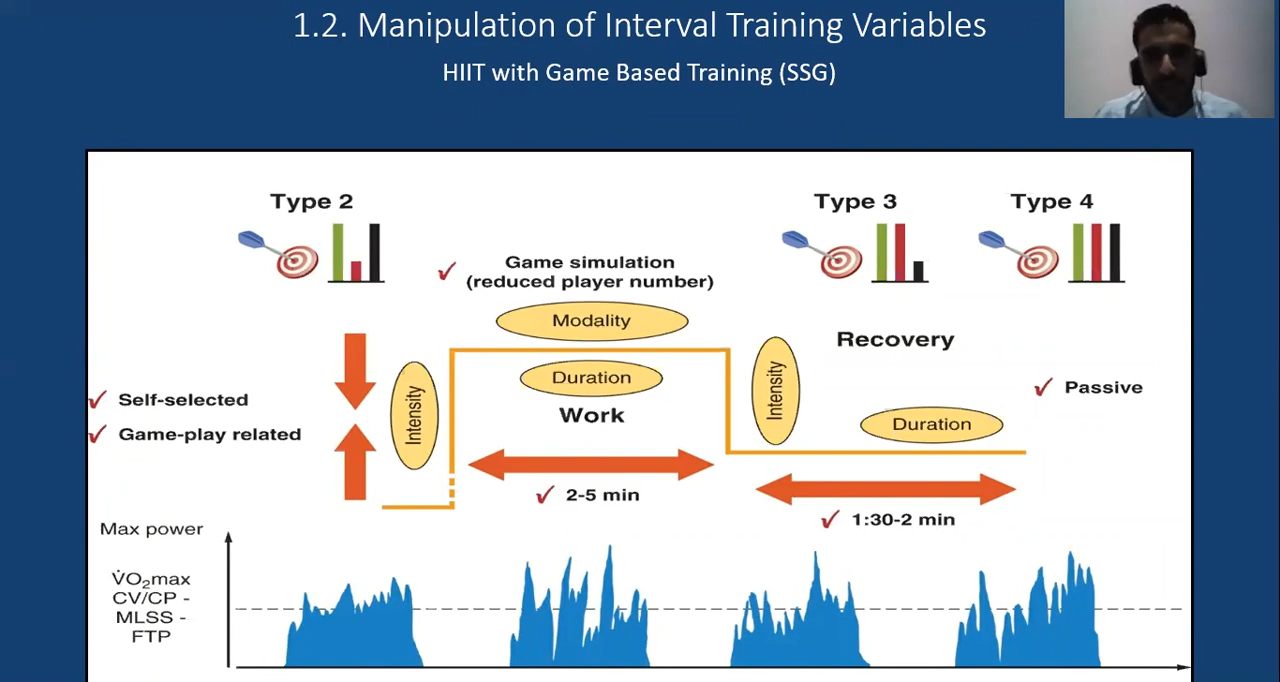 1.2. Manipulation of Interval Training Variables
HIIT with Game Based Training (SSG)
Type 2
Type 3
Type 4
✓ Game simulation
(reduced player number)
Modality
Duration
Work
Intensity
✓ Self-selected
✓ Game-play related
✓ 2-5 min
Recovery
Intensity
✓ Passive
Duration
✓ 1:30-2 min
Max power
V̇O₂max
CV/CP -
MLSS -
FTP